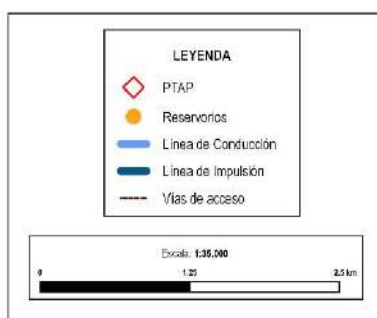 LEYENDA
PTAP
Reservorios
Línea de Conducción
Línea de Impulsión
Vías de acceso
Escala: 1:35,000
0 1.25 2.5 km